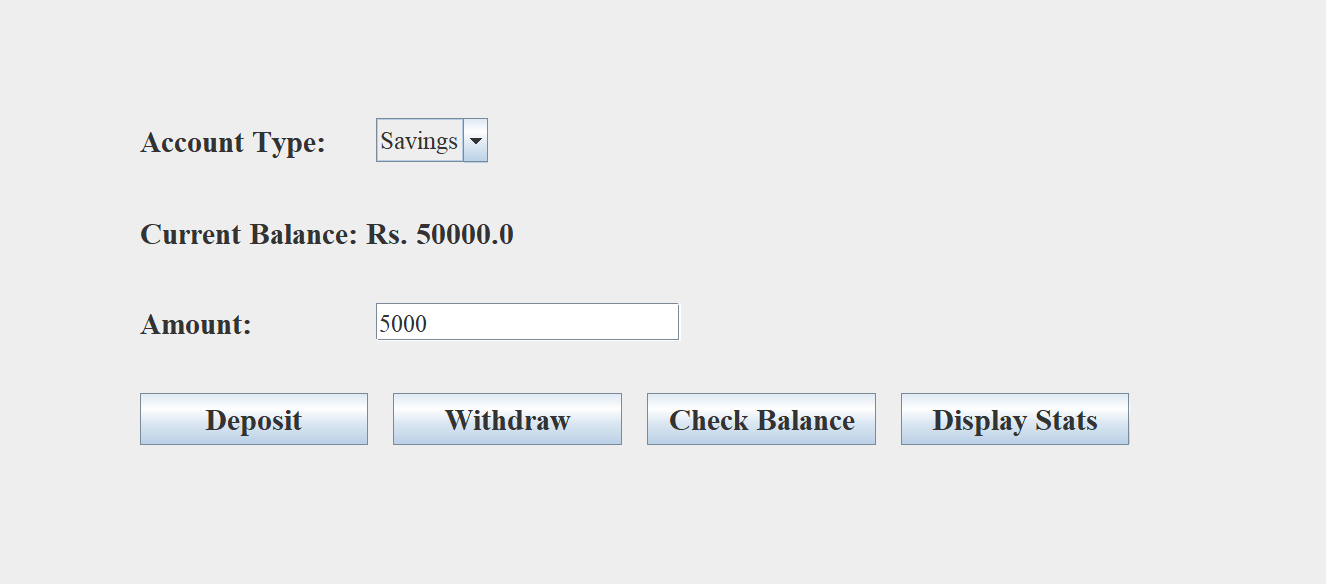 Account Type: Savings
Current Balance: Rs. 50000.0
Amount: 5000
Deposit Withdraw Check Balance Display Stats